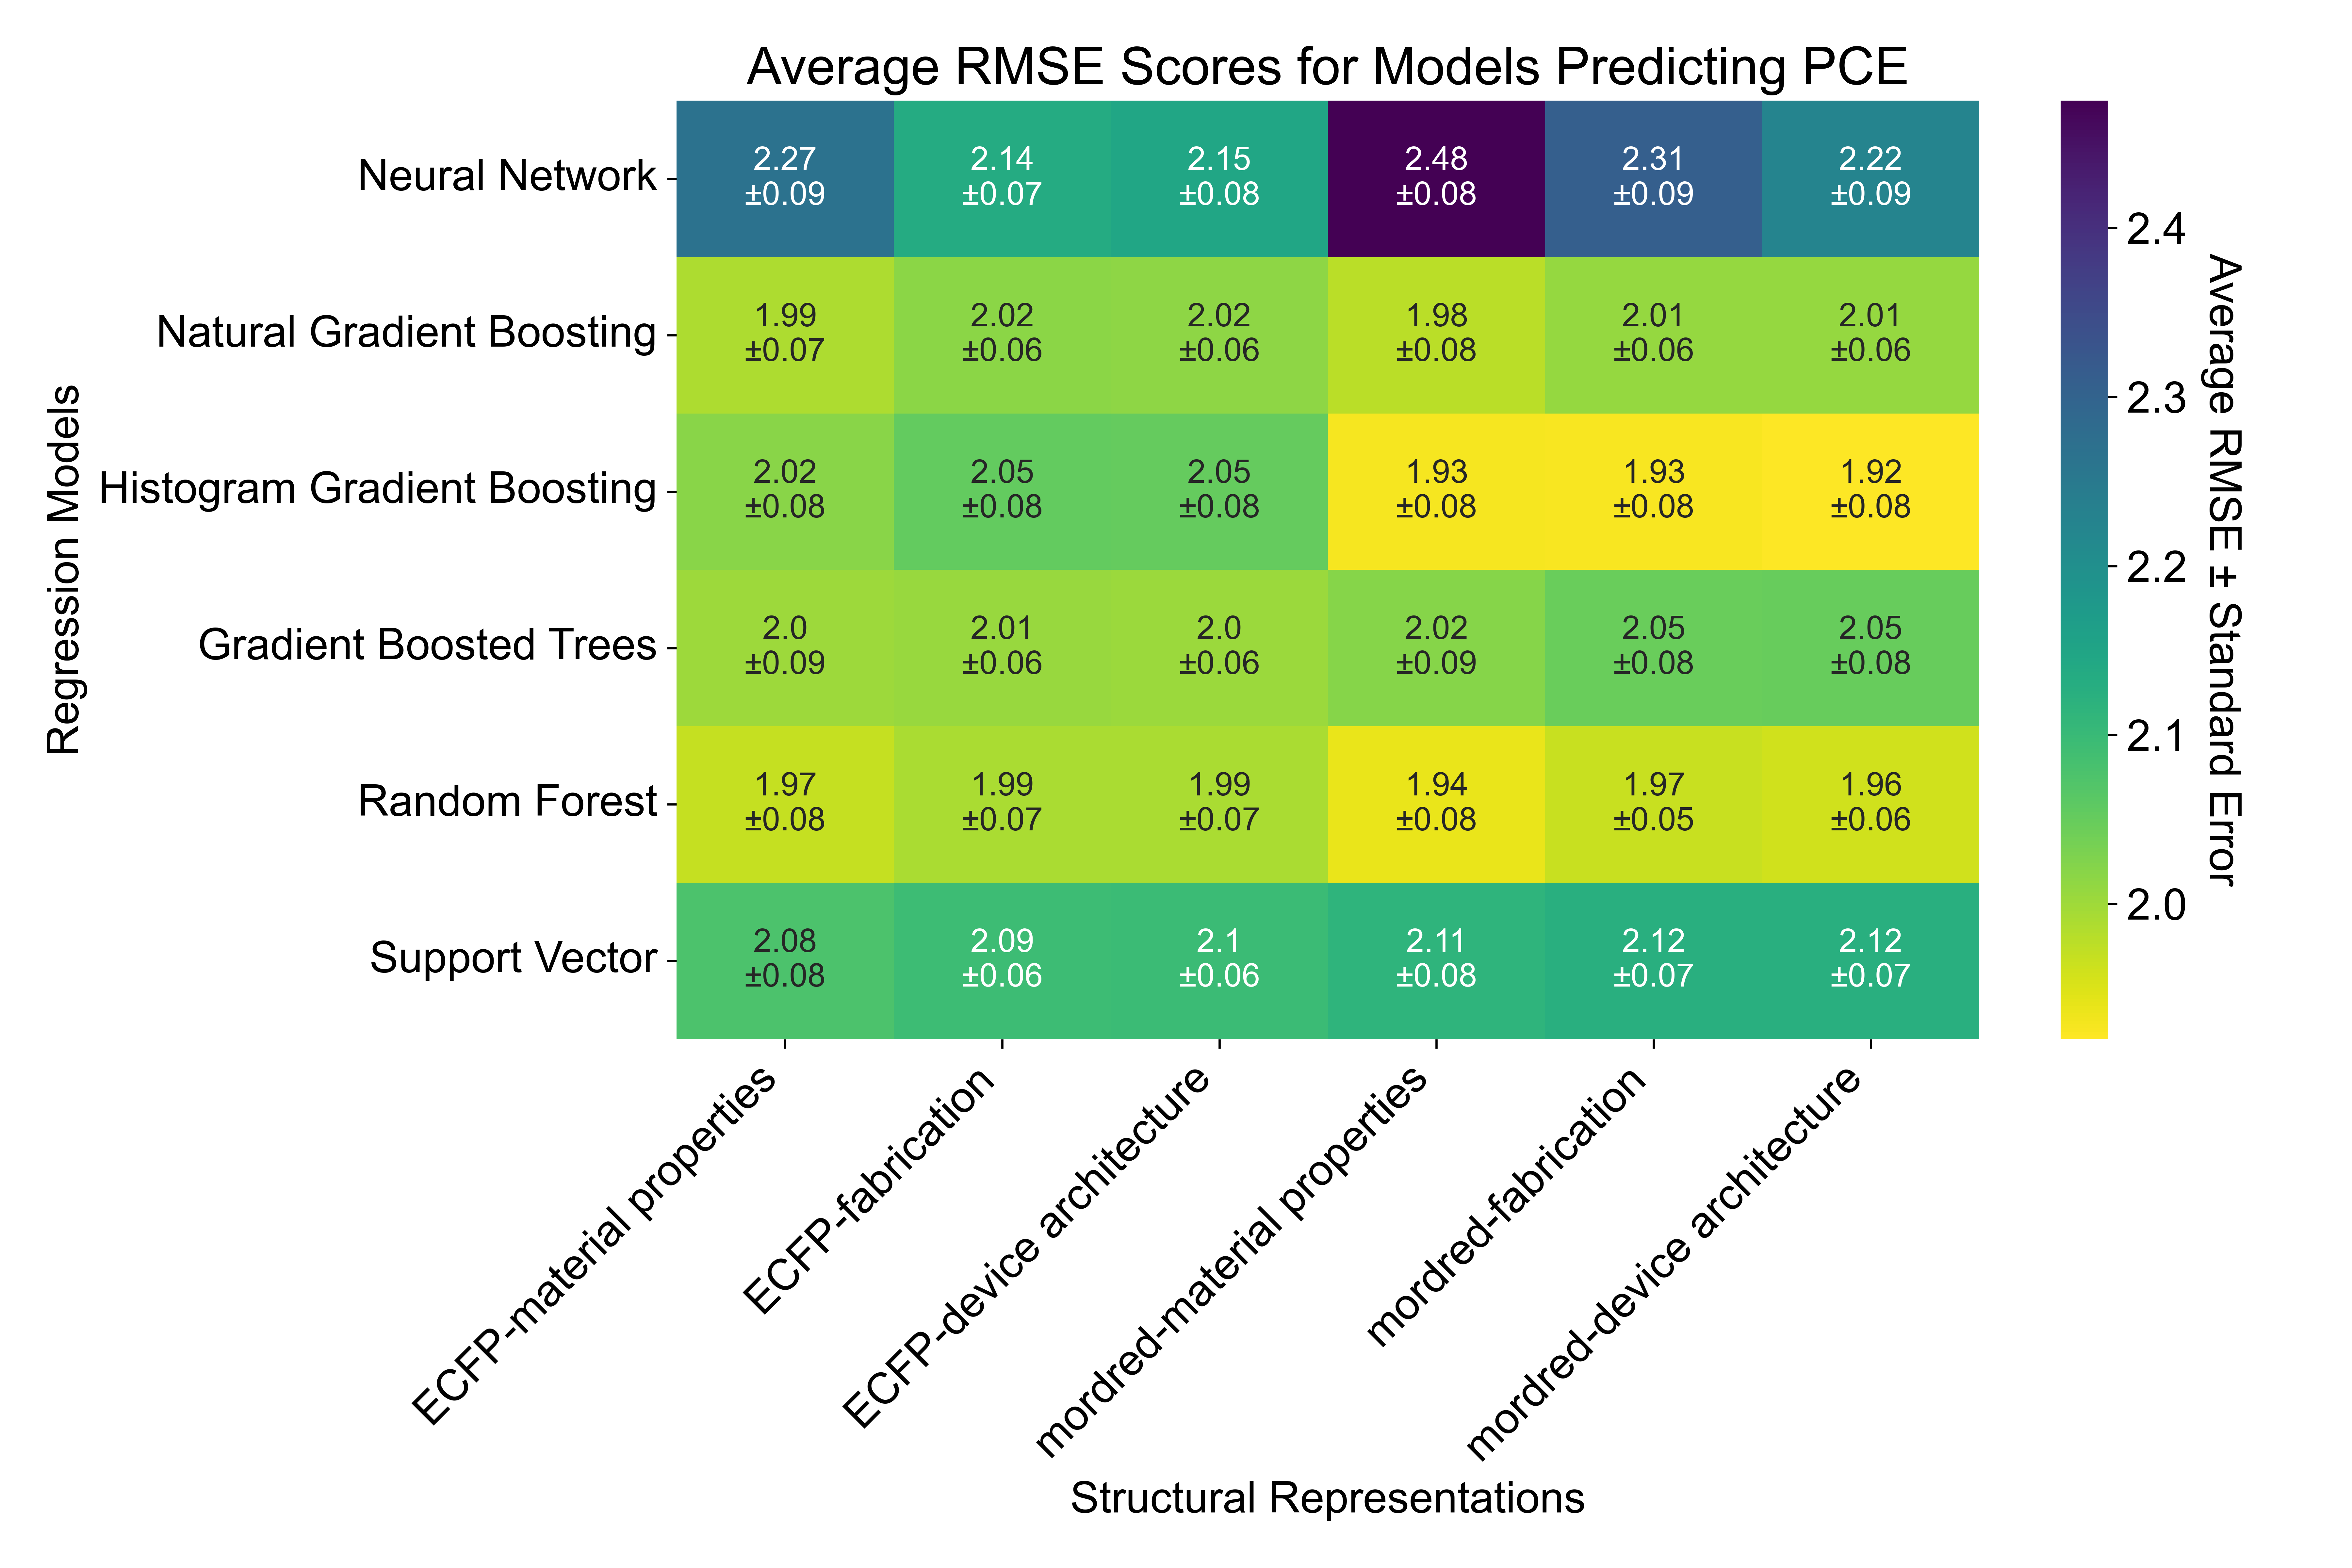 Average RMSE Scores for Models Predicting PCE
Regression Models
Neural Network
2.27 2.14 2.15 2.48 2.31 2.22
±0.09 ±0.07 ±0.08 ±0.08 ±0.09 ±0.09
Natural Gradient Boosting
1.99 2.02 2.02 1.98 2.01 2.01
±0.07 ±0.06 ±0.06 ±0.08 ±0.06 ±0.06
Histogram Gradient Boosting
2.02 2.05 2.05 1.93 1.93 1.92
±0.08 ±0.08 ±0.08 ±0.08 ±0.08 ±0.08
Gradient Boosted Trees
2.0 2.01 2.0 2.02 2.05 2.05
±0.09 ±0.06 ±0.06 ±0.09 ±0.08 ±0.08
Random Forest
1.97 1.99 1.99 1.94 1.97 1.96
±0.08 ±0.07 ±0.07 ±0.08 ±0.05 ±0.06
Support Vector
2.08 2.09 2.1 2.11 2.12 2.12
±0.08 ±0.06 ±0.06 ±0.08 ±0.07 ±0.07
ECFP-material properties
ECFP-fabrication
ECFP-device architecture
mordred-material properties
mordred-fabrication
mordred-device architecture
Structural Representations
2.4
2.3
2.2
2.1
2.0
Average RMSE ± Standard Error